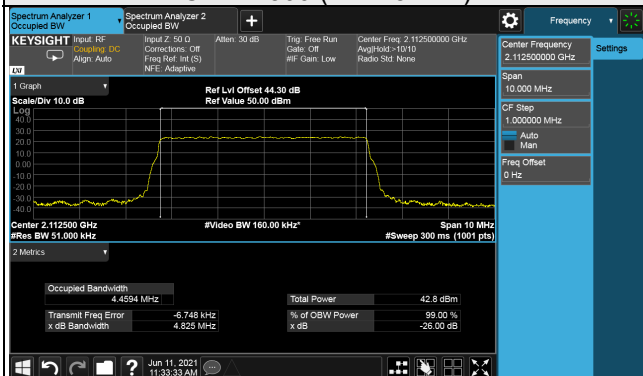 Spectrum Analyzer 1
Occupied BW
Spectrum Analyzer 2
Occupied BW
Frequency
KEYSIGHT
Input: RF
Coupling: DC
Align: Auto
Input Z: 50 Ω
Corrections: Off
Freq Ref: Int (S)
NFE: Adaptive
Atten: 30 dB
Trig: Free Run
Gate: Off
#IF Gain: Low
Center Freq: 2.112500000 GHz
Avg|Hold:>10/10
Radio Std: None
LXI
Center Frequency
2.112500000 GHz
Settings
Span
10.000 MHz
CF Step
1.000000 MHz
Auto
Man
Freq Offset
0 Hz
1 Graph
Scale/Div 10.0 dB
Ref Lvl Offset 44.30 dB
Ref Value 50.00 dBm
Log
40.0
30.0
20.0
10.0
0.00
-10.0
-20.0
-30.0
-40.0
Center 2.112500 GHz
#Res BW 51.000 kHz
#Video BW 160.00 kHz*
Span 10 MHz
#Sweep 300 ms (1001 pts)
2 Metrics
Occupied Bandwidth
4.4594 MHz
Total Power 42.8 dBm
Transmit Freq Error -6.748 kHz
% of OBW Power 99.00 %
x dB Bandwidth 4.825 MHz
x dB -26.00 dB
?
Jun 11, 2021
11:33:33 AM